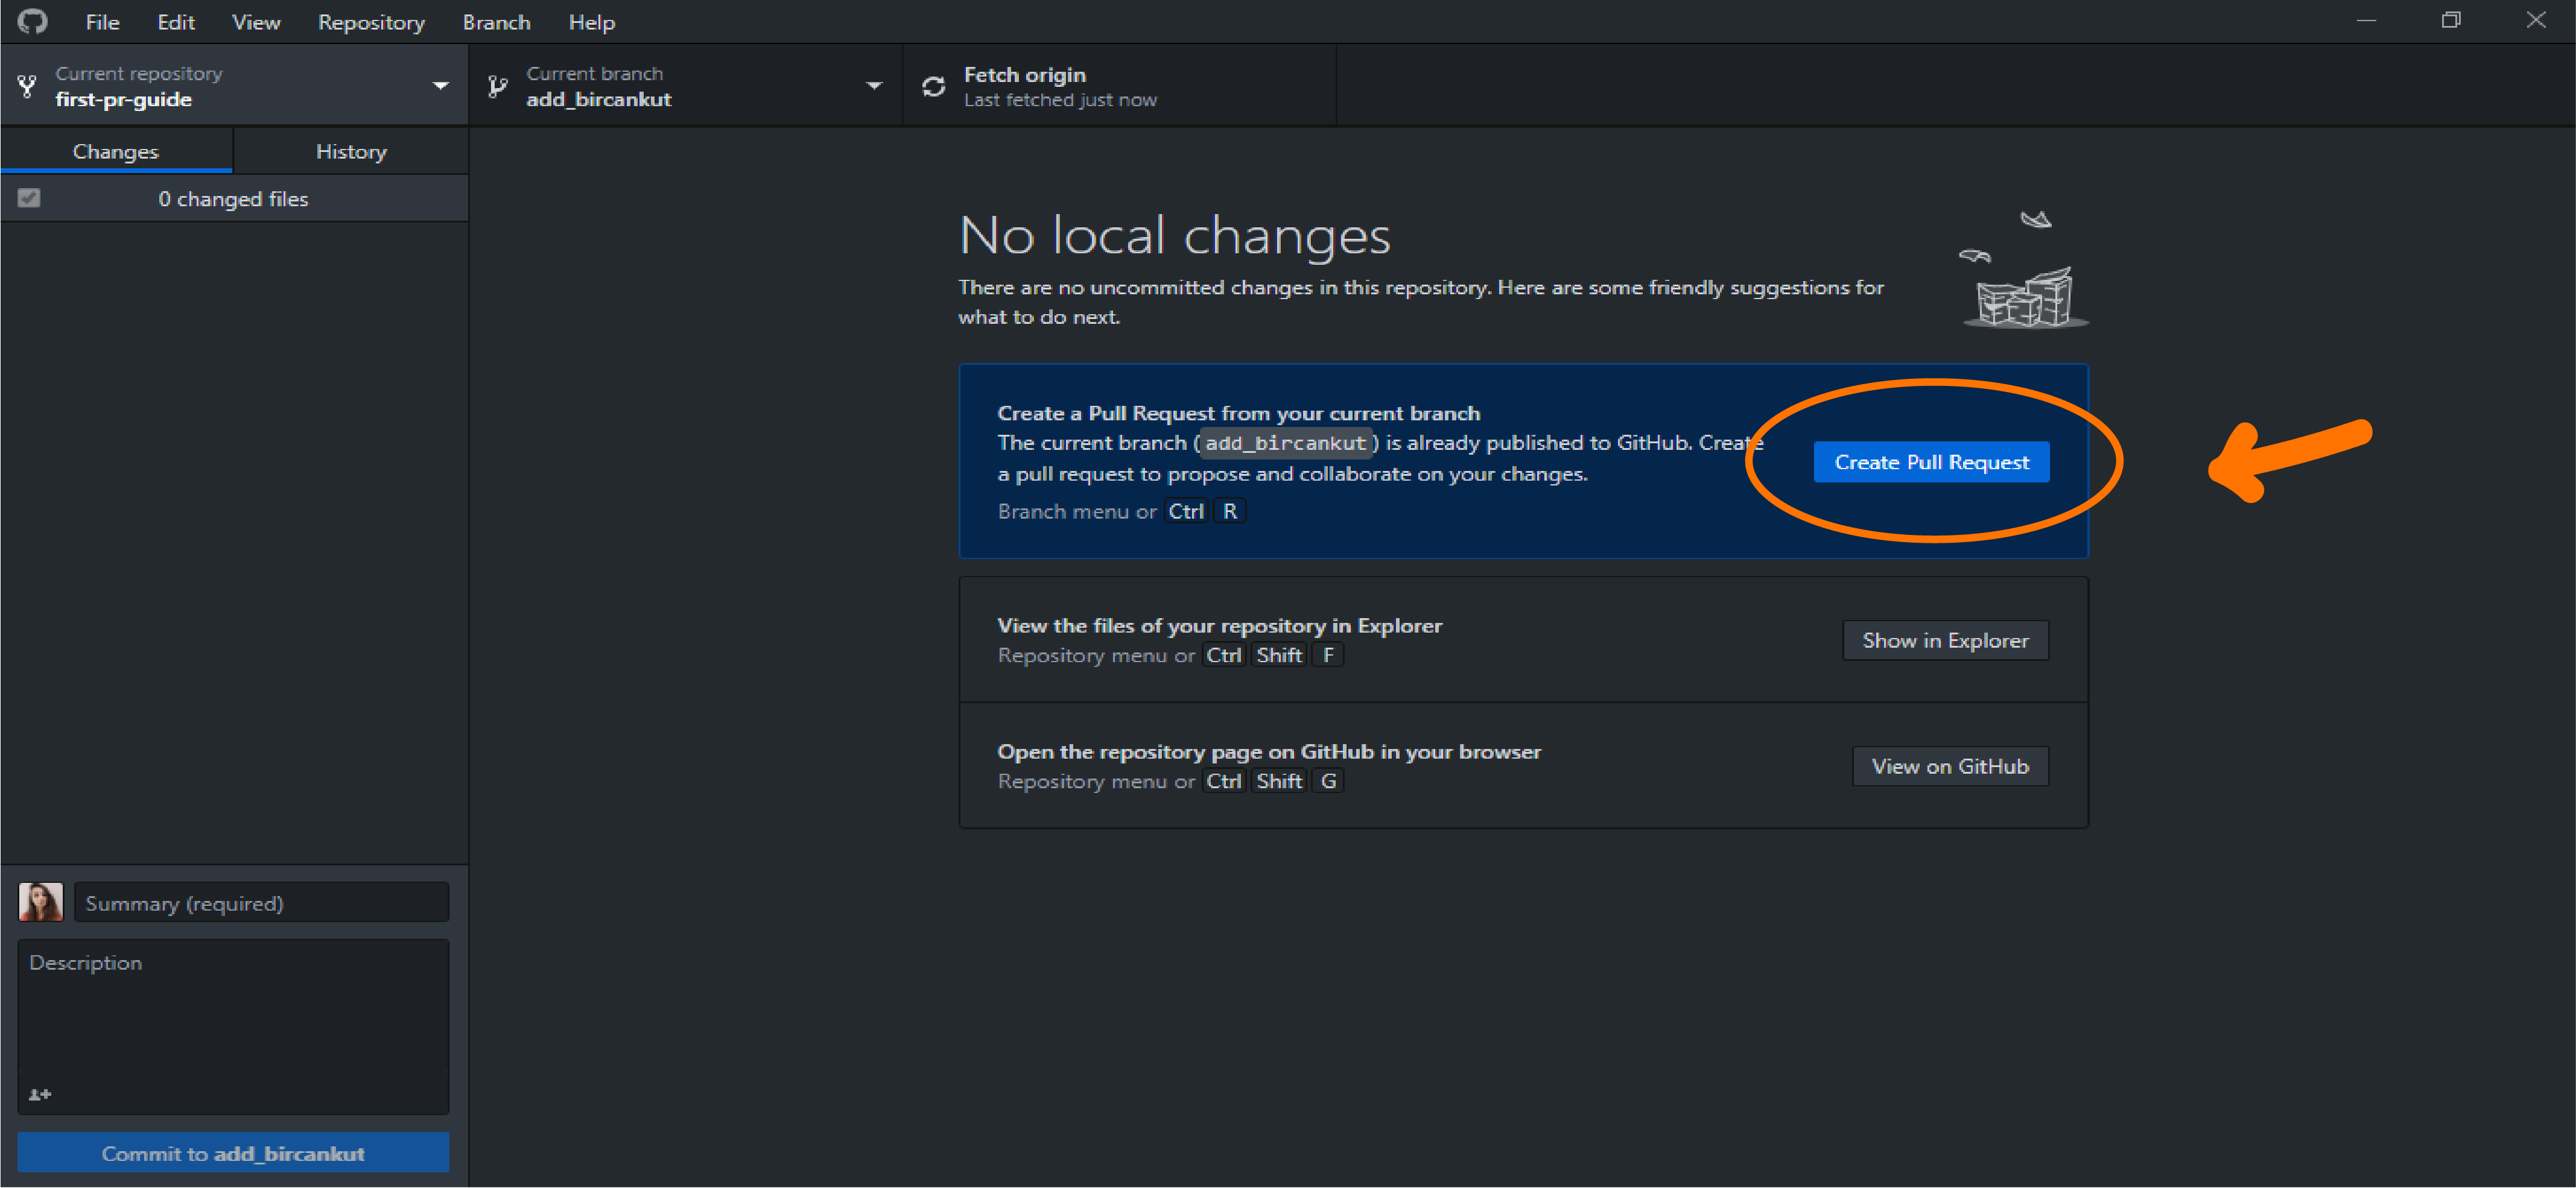 File Edit View Repository Branch Help
Current repository
first-pr-guide
Current branch
add_bircankut
Fetch origin
Last fetched just now
Changes
History
0 changed files
No local changes
There are no uncommitted changes in this repository. Here are some friendly suggestions for
what to do next.
Create a Pull Request from your current branch
The current branch (add_bircankut) is already published to GitHub. Create
a pull request to propose and collaborate on your changes.
Branch menu or Ctrl R
Create Pull Request
View the files of your repository in Explorer
Repository menu or Ctrl Shift F
Show in Explorer
Open the repository page on GitHub in your browser
Repository menu or Ctrl Shift G
View on GitHub
Summary (required)
Description
Commit to add_bircankut